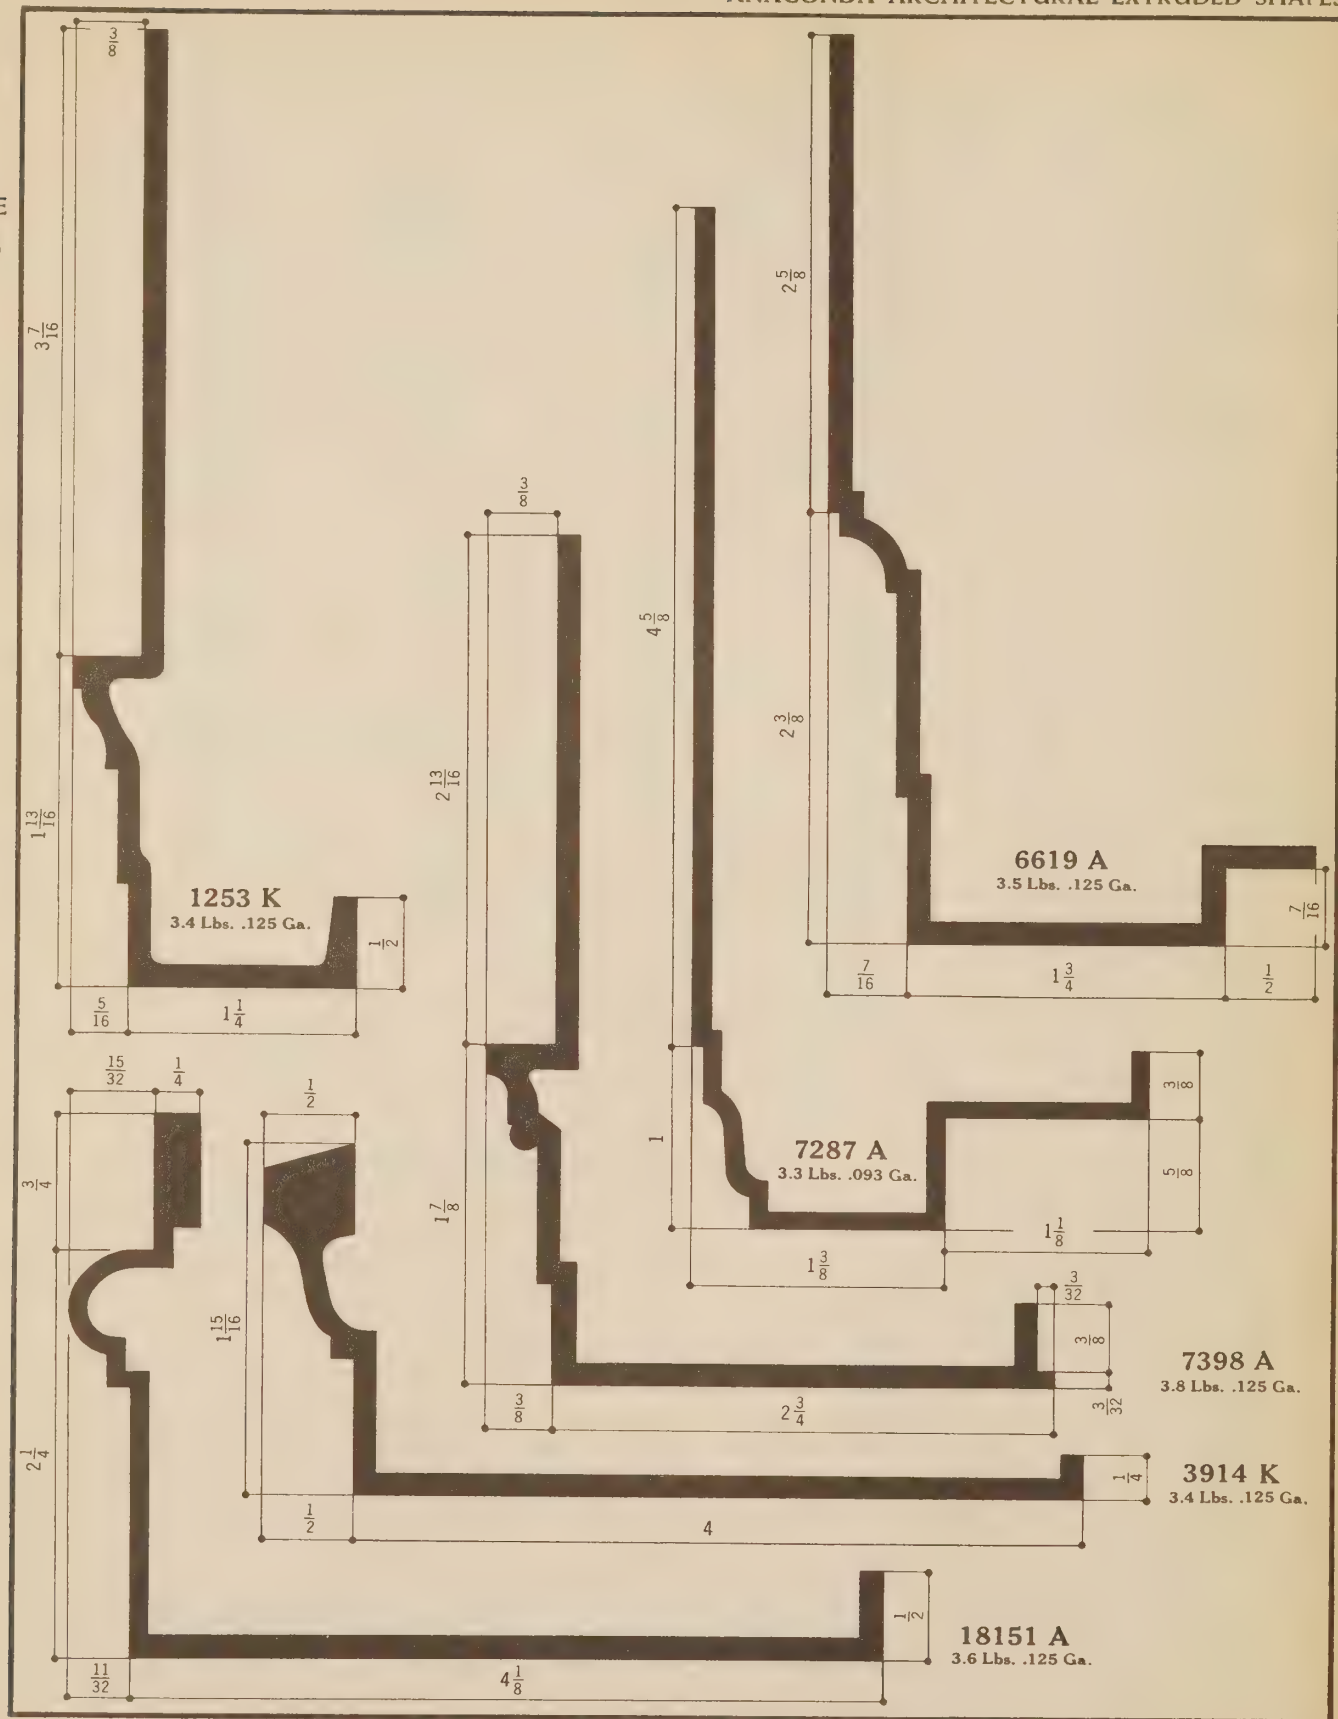 ANACONDA ARCHITECTURAL EXTRUDED SHAPES
3/8
3 7/16
1 13/16
1253 K
3.4 Lbs. .125 Ga.
1/2
5/16
1 1/4
2 5/8
2 3/8
6619 A
3.5 Lbs. .125 Ga.
7/16
7/16
1 3/4
1/2
4 5/8
1
7287 A
3.3 Lbs. .093 Ga.
3/8
5/8
1 1/8
1 3/8
3/8
2 13/16
1 7/8
3/32
3/8
3/32
7398 A
3.8 Lbs. .125 Ga.
3/8
2 3/4
1/2
1 15/16
1/4
3914 K
3.4 Lbs. .125 Ga.
1/2
4
15/32
1/4
3/4
2 1/4
1/2
18151 A
3.6 Lbs. .125 Ga.
11/32
4 1/8